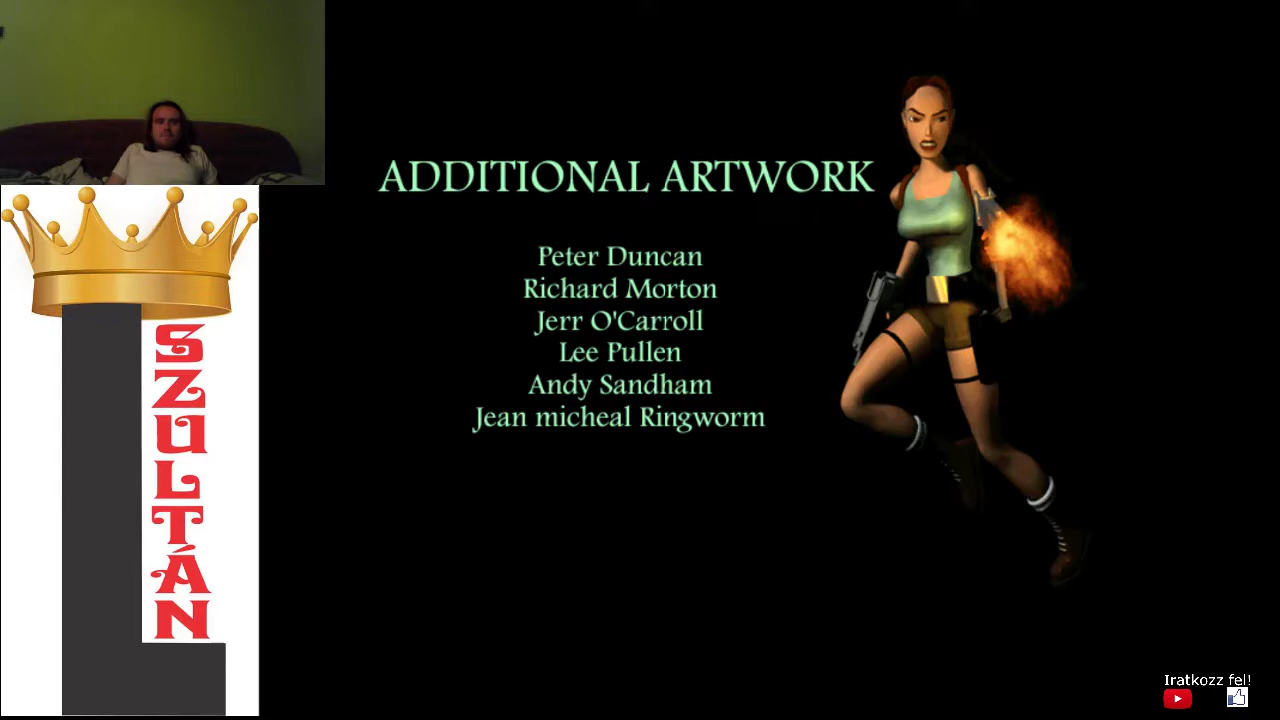 ADDITIONAL ARTWORK
Peter Duncan
Richard Morton
Jerr O'Carroll
Lee Pullen
Andy Sandham
Jean micheal Ringworm
L
SZULTÁN
Iratkozz fel!